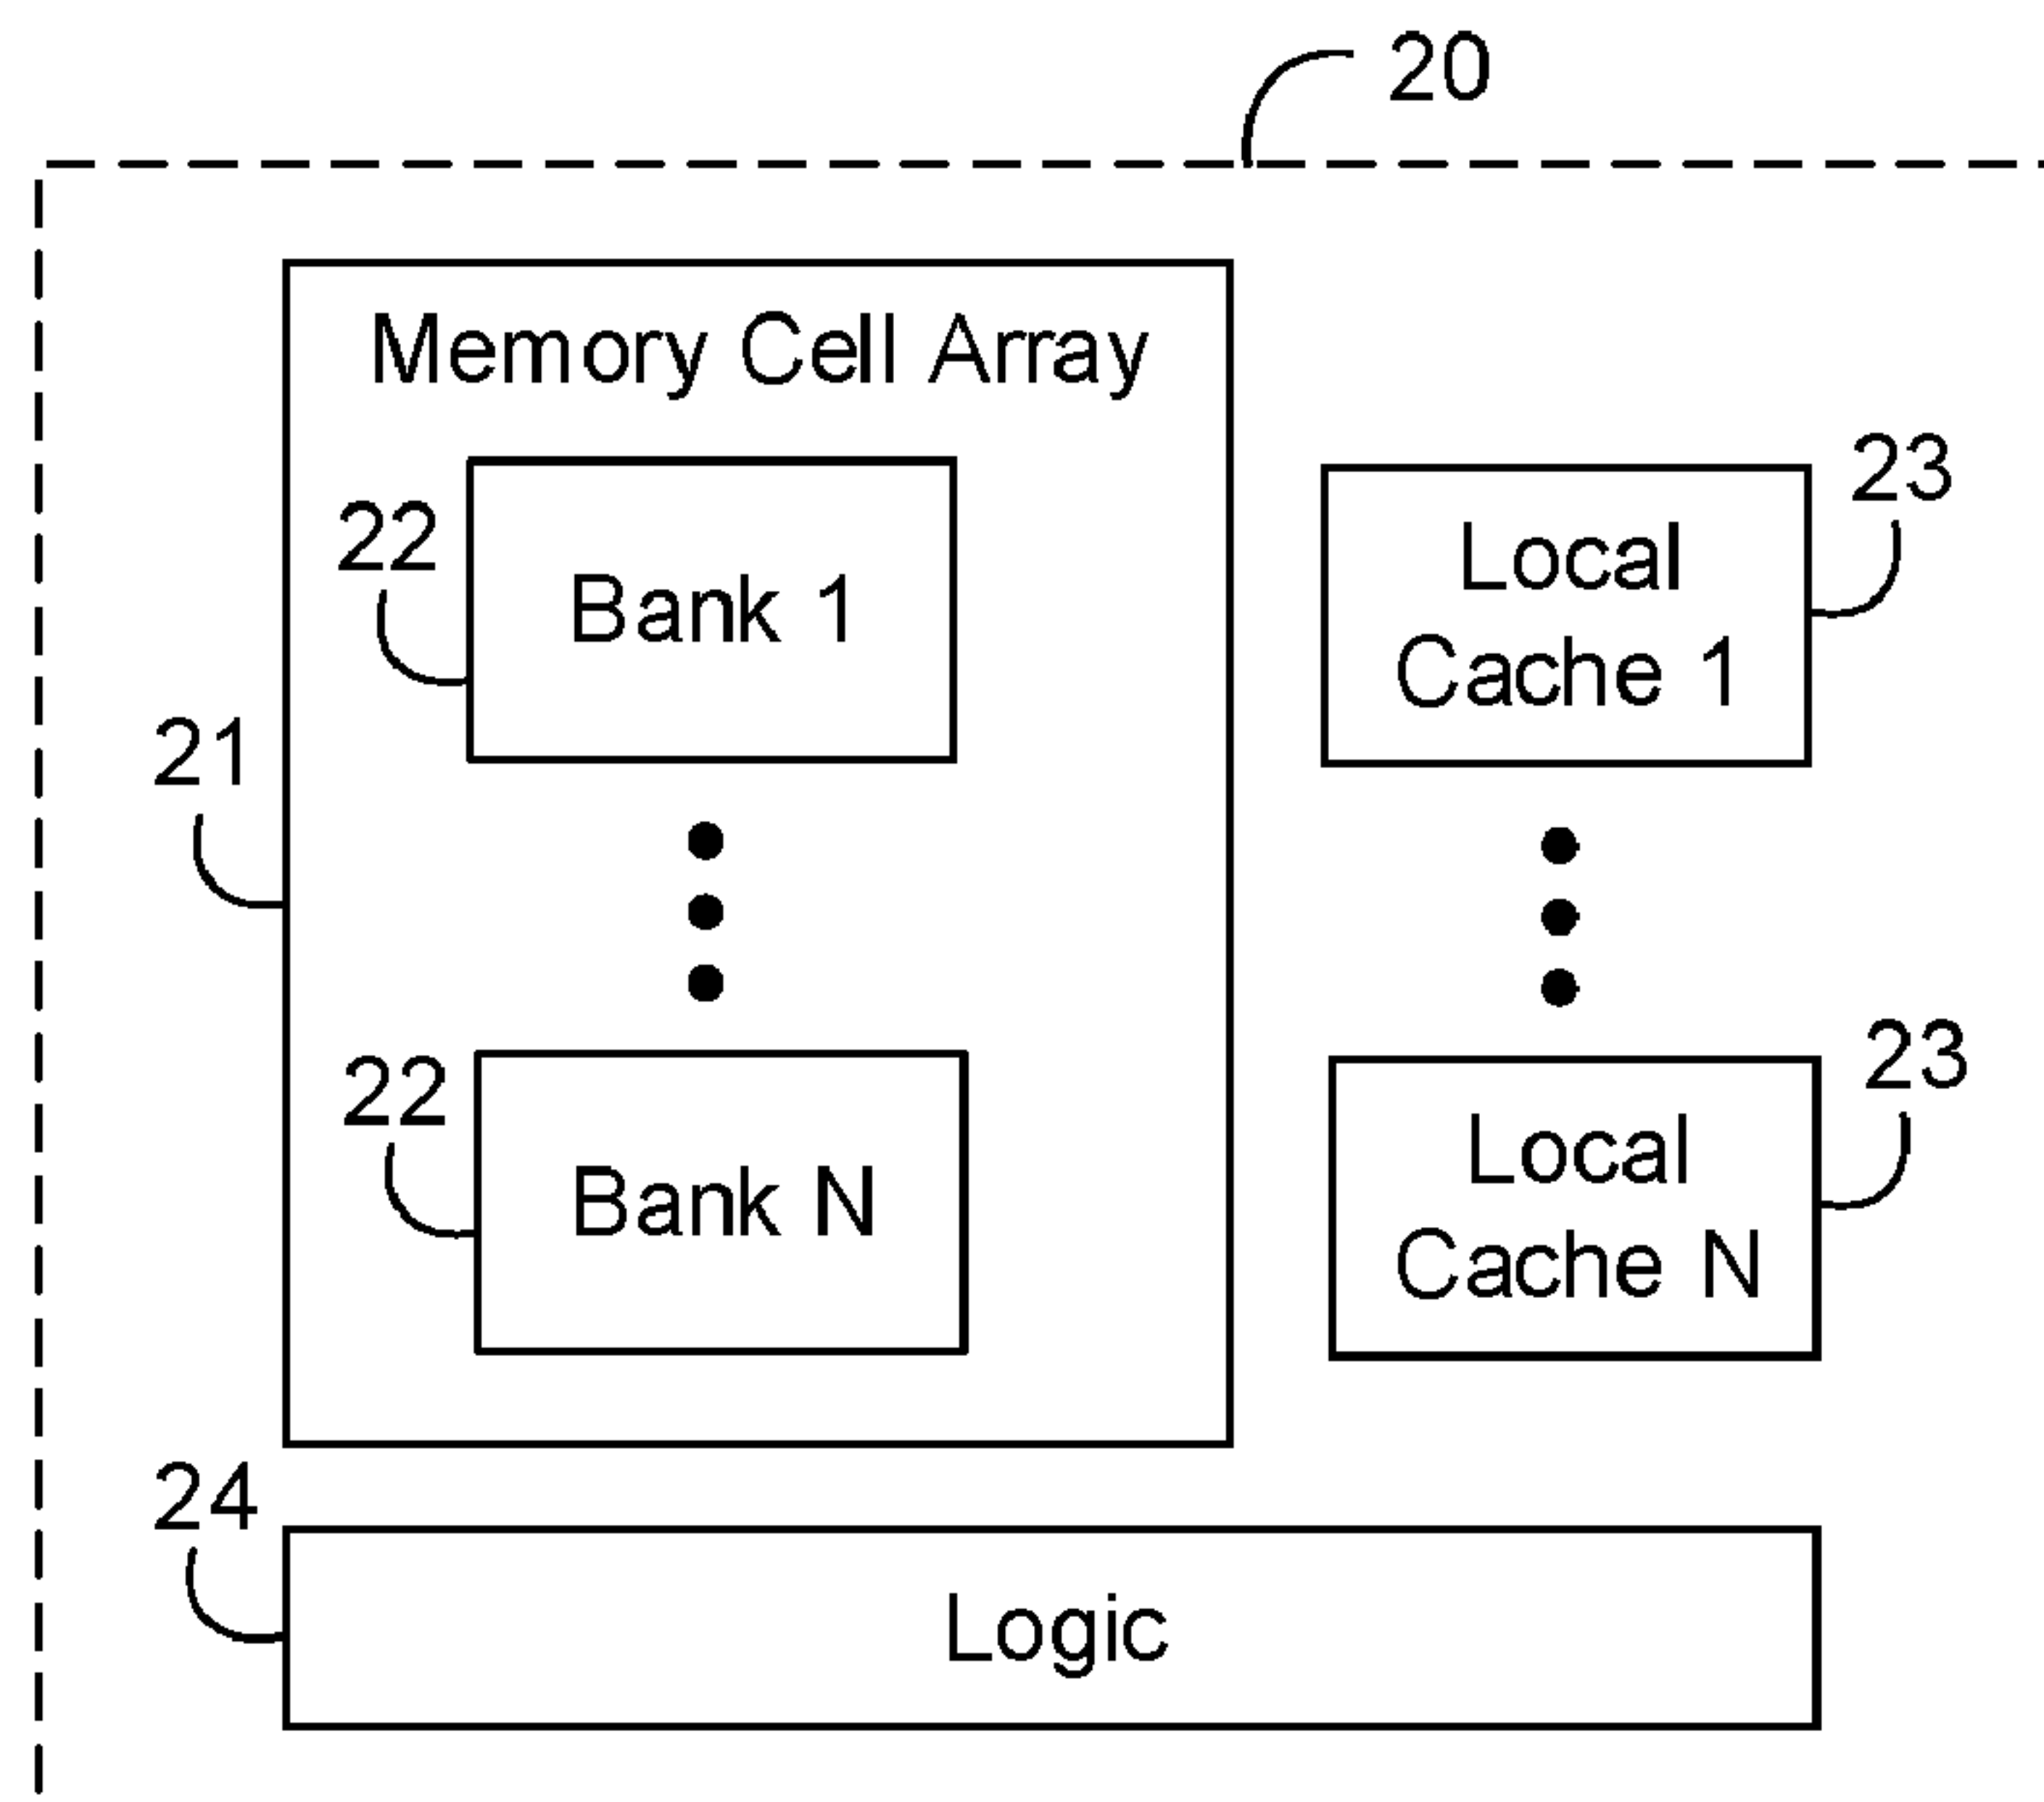 20
Memory Cell Array
22
Bank 1
Local
Cache 1
23
21
22
Bank N
Local
Cache N
23
24
Logic